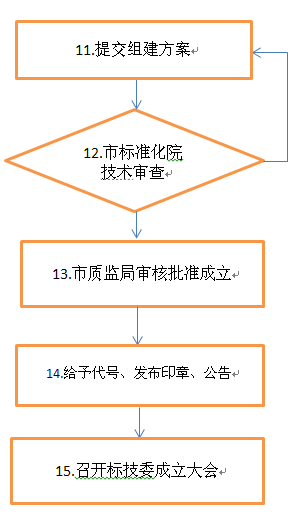 11.提交组建方案
12.市标准化院
技术审查
13.市质监局审核批准成立
14.给予代号、发布印章、公告
15.召开标技委成立大会